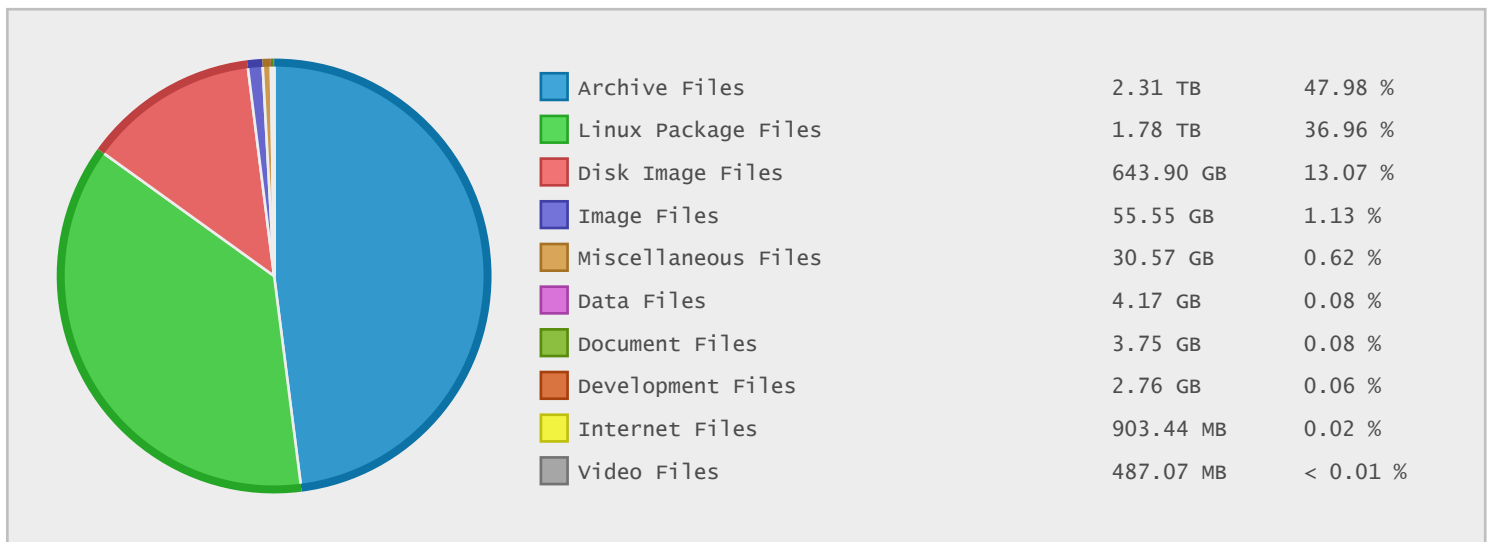 Archive Files 2.31 TB 47.98 %
Linux Package Files 1.78 TB 36.96 %
Disk Image Files 643.90 GB 13.07 %
Image Files 55.55 GB 1.13 %
Miscellaneous Files 30.57 GB 0.62 %
Data Files 4.17 GB 0.08 %
Document Files 3.75 GB 0.08 %
Development Files 2.76 GB 0.06 %
Internet Files 903.44 MB 0.02 %
Video Files 487.07 MB < 0.01 %